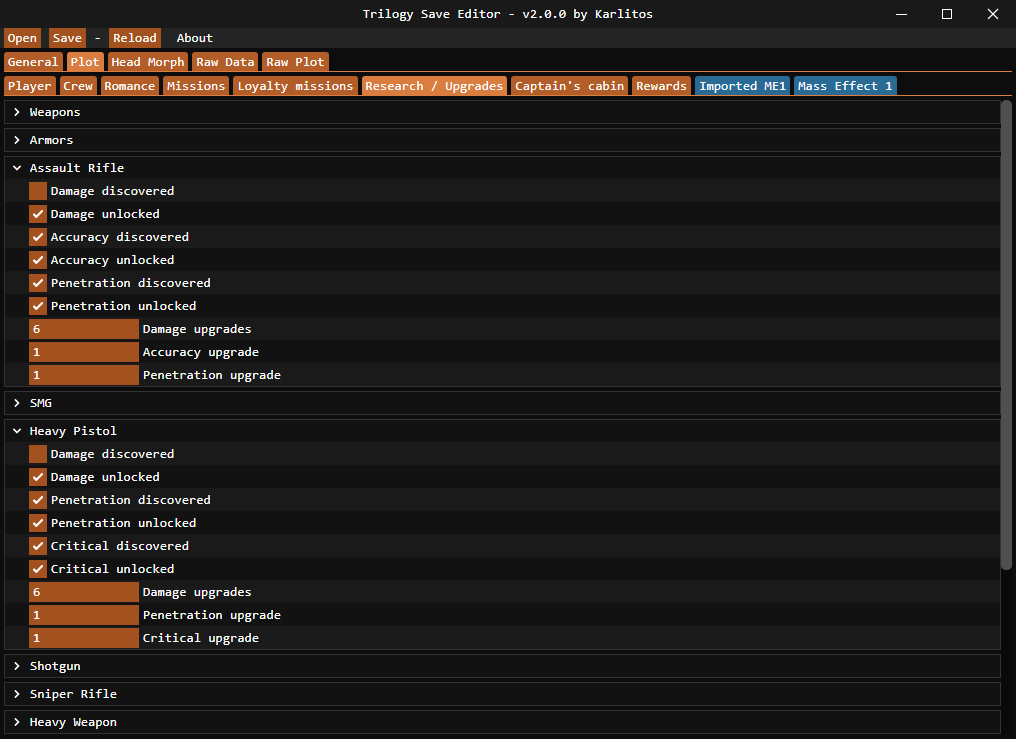 Trilogy Save Editor - v2.0.0 by Karlitos
Open Save - Reload About
General Plot Head Morph Raw Data Raw Plot
Player Crew Romance Missions Loyalty missions Research / Upgrades Captain's cabin Rewards Imported ME1 Mass Effect 1
Weapons
Armors
Assault Rifle
Damage discovered
Damage unlocked
Accuracy discovered
Accuracy unlocked
Penetration discovered
Penetration unlocked
6 Damage upgrades
1 Accuracy upgrade
1 Penetration upgrade
SMG
Heavy Pistol
Damage discovered
Damage unlocked
Penetration discovered
Penetration unlocked
Critical discovered
Critical unlocked
6 Damage upgrades
1 Penetration upgrade
1 Critical upgrade
Shotgun
Sniper Rifle
Heavy Weapon